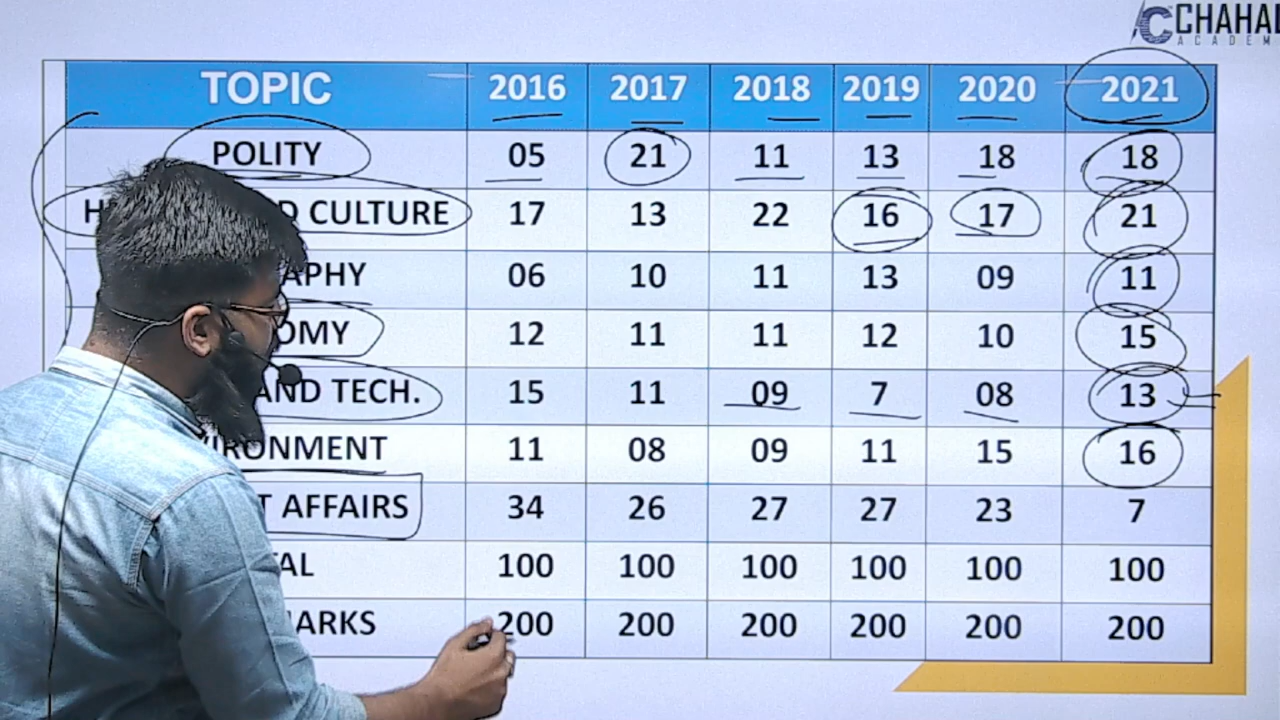 CHAHAL
ACADEM
TOPIC 2016 2017 2018 2019 2020 2021
POLITY 05 21 11 13 18 18
CULTURE 17 13 22 16 17 21
APHY 06 10 11 13 09 11
OMY 12 11 11 12 10 15
AND TECH. 15 11 09 7 08 13
IRONMENT 11 08 09 11 15 16
T AFFAIRS 34 26 27 27 23 7
AL 100 100 100 100 100 100
ARKS 200 200 200 200 200 200